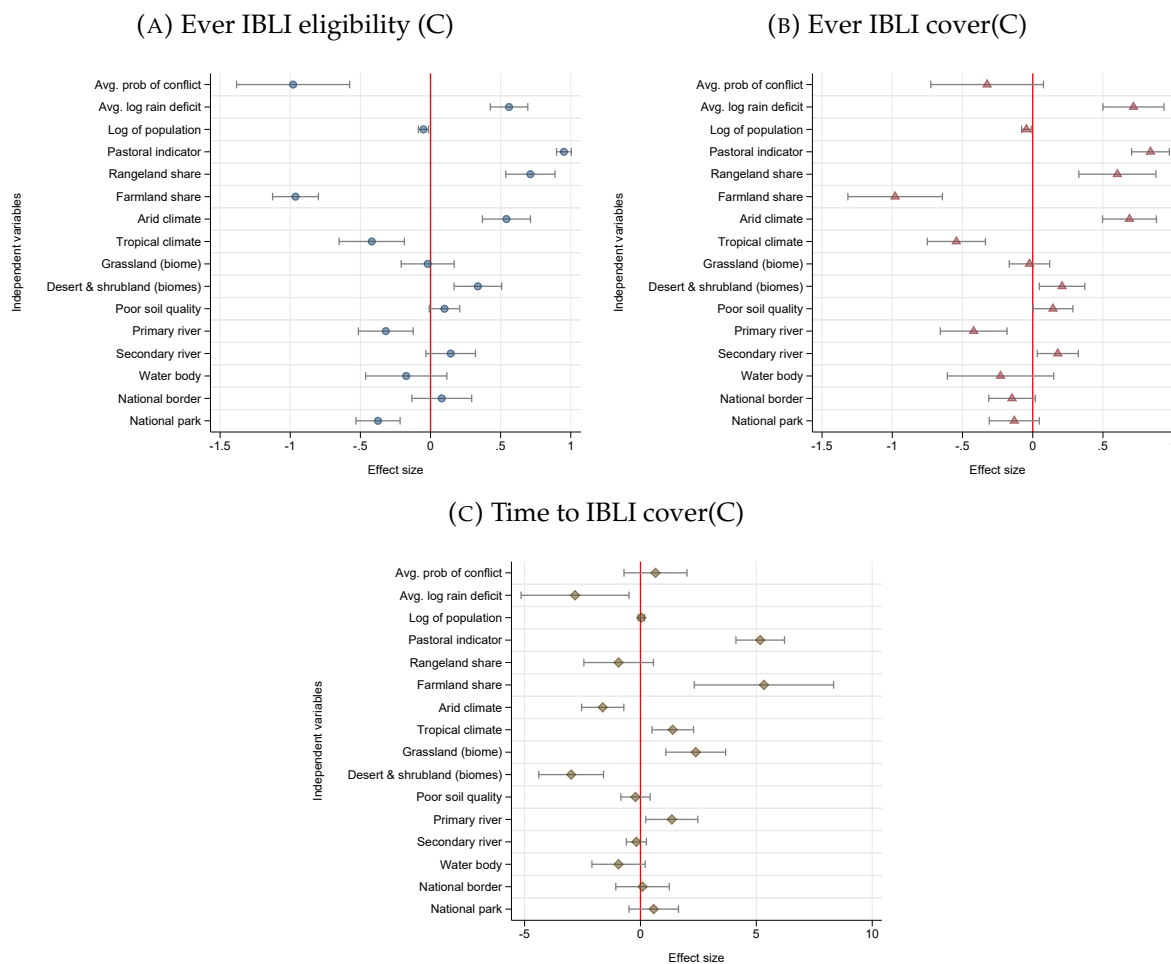 (A) Ever IBLI eligibility (C)
Independent variables
Avg. prob of conflict
Avg. log rain deficit
Log of population
Pastoral indicator
Rangeland share
Farmland share
Arid climate
Tropical climate
Grassland (biome)
Desert & shrubland (biomes)
Poor soil quality
Primary river
Secondary river
Water body
National border
National park
-1.5 -1 -.5 0 .5 1
Effect size
(B) Ever IBLI cover(C)
Independent variables
Avg. prob of conflict
Avg. log rain deficit
Log of population
Pastoral indicator
Rangeland share
Farmland share
Arid climate
Tropical climate
Grassland (biome)
Desert & shrubland (biomes)
Poor soil quality
Primary river
Secondary river
Water body
National border
National park
-1.5 -1 -.5 0 .5
Effect size
(C) Time to IBLI cover(C)
Independent variables
Avg. prob of conflict
Avg. log rain deficit
Log of population
Pastoral indicator
Rangeland share
Farmland share
Arid climate
Tropical climate
Grassland (biome)
Desert & shrubland (biomes)
Poor soil quality
Primary river
Secondary river
Water body
National border
National park
-5 0 5 10
Effect size